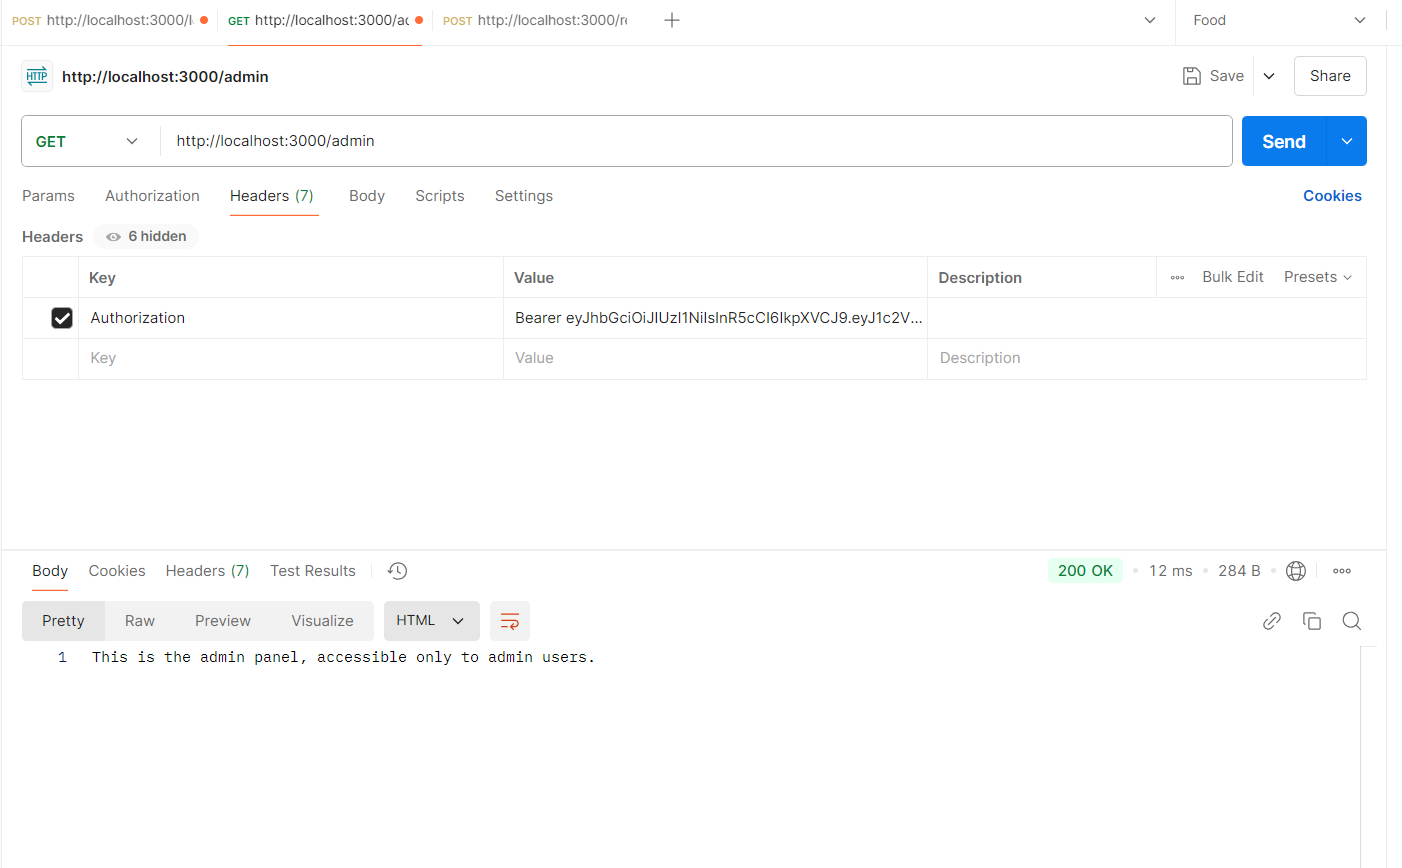 POST http://localhost:3000/l GET http://localhost:3000/ac POST http://localhost:3000/re Food
HTTP http://localhost:3000/admin Save Share
GET http://localhost:3000/admin Send
Params Authorization Headers (7) Body Scripts Settings Cookies
Headers 6 hidden
Key Value Description Bulk Edit Presets
Authorization Bearer eyJhbGciOiJIUzI1NiIsInR5cCI6IkpXVCJ9.eyJ1c2V...
Key Value Description
Body Cookies Headers (7) Test Results 200 OK 12 ms 284 B
Pretty Raw Preview Visualize HTML
1 This is the admin panel, accessible only to admin users.